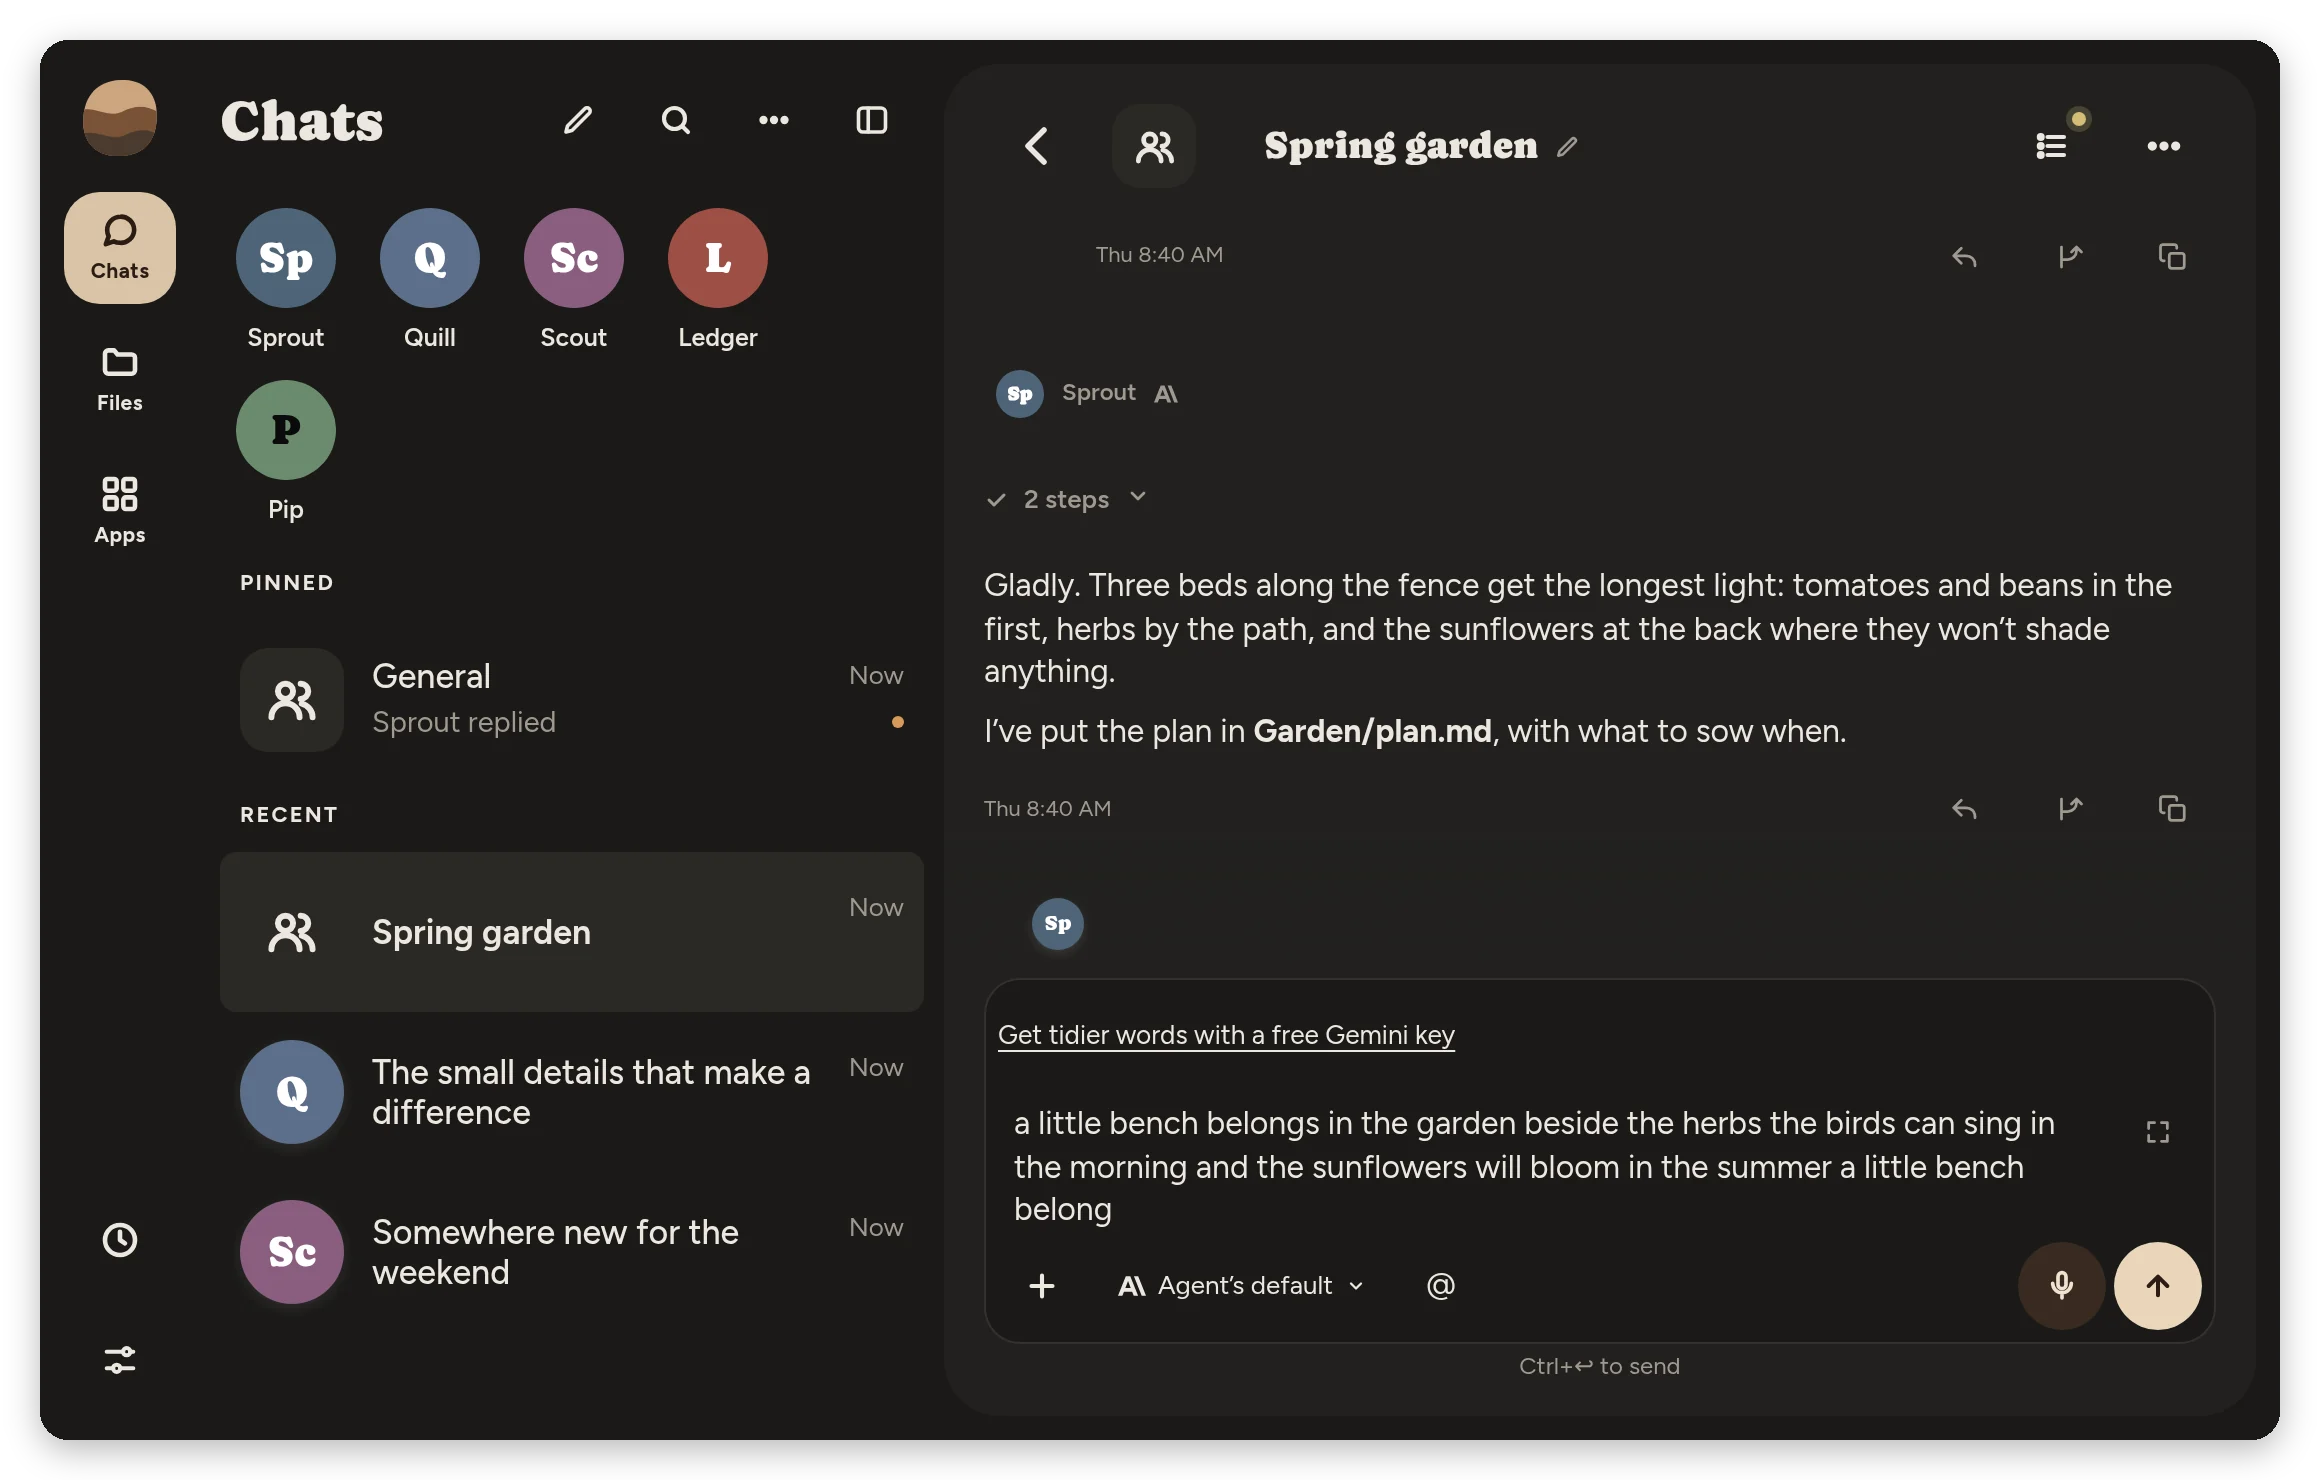 Chats
Chats
Files
Apps
Sp
Q
Sc
L
Sprout
Quill
Scout
Ledger
P
Pip
PINNED
General
Now
Sprout replied
RECENT
Spring garden
Now
Q
The small details that make a
difference
Now
Sc
Somewhere new for the
weekend
Now
Spring garden
Thu 8:40 AM
Sp
Sprout
2 steps
Gladly. Three beds along the fence get the longest light: tomatoes and beans in the
first, herbs by the path, and the sunflowers at the back where they won’t shade
anything.
I’ve put the plan in Garden/plan.md, with what to sow when.
Thu 8:40 AM
Sp
Get tidier words with a free Gemini key
a little bench belongs in the garden beside the herbs the birds can sing in
the morning and the sunflowers will bloom in the summer a little bench
belong
Agent’s default
@
Ctrl+↩ to send